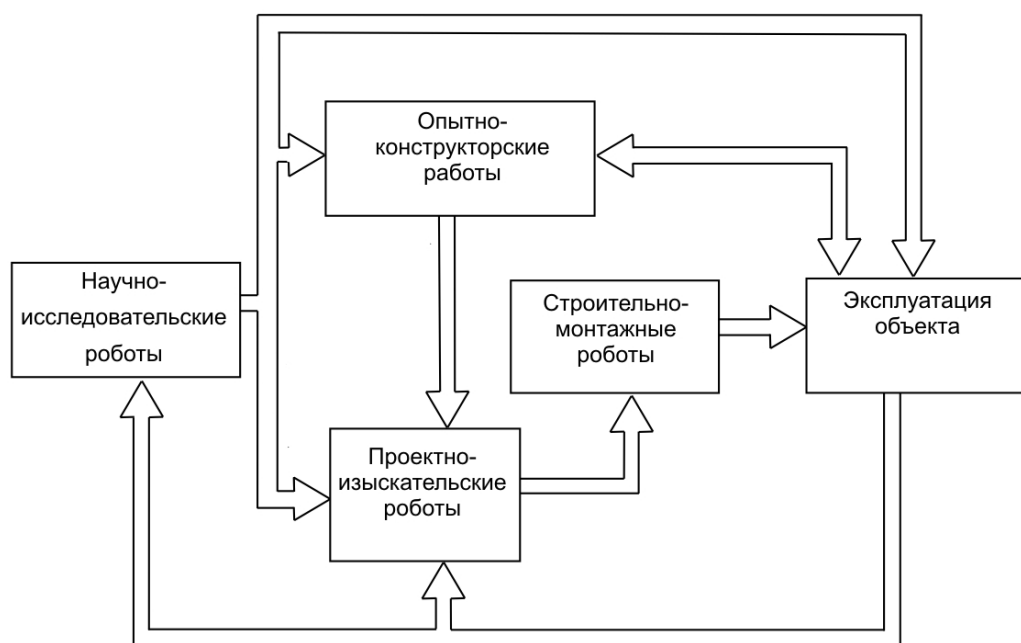 Опытно-
конструкторские
работы
Научно-
исследовательские
роботы
Строительно-
монтажные
роботы
Эксплуатация
объекта
Проектно-
изыскательские
роботы